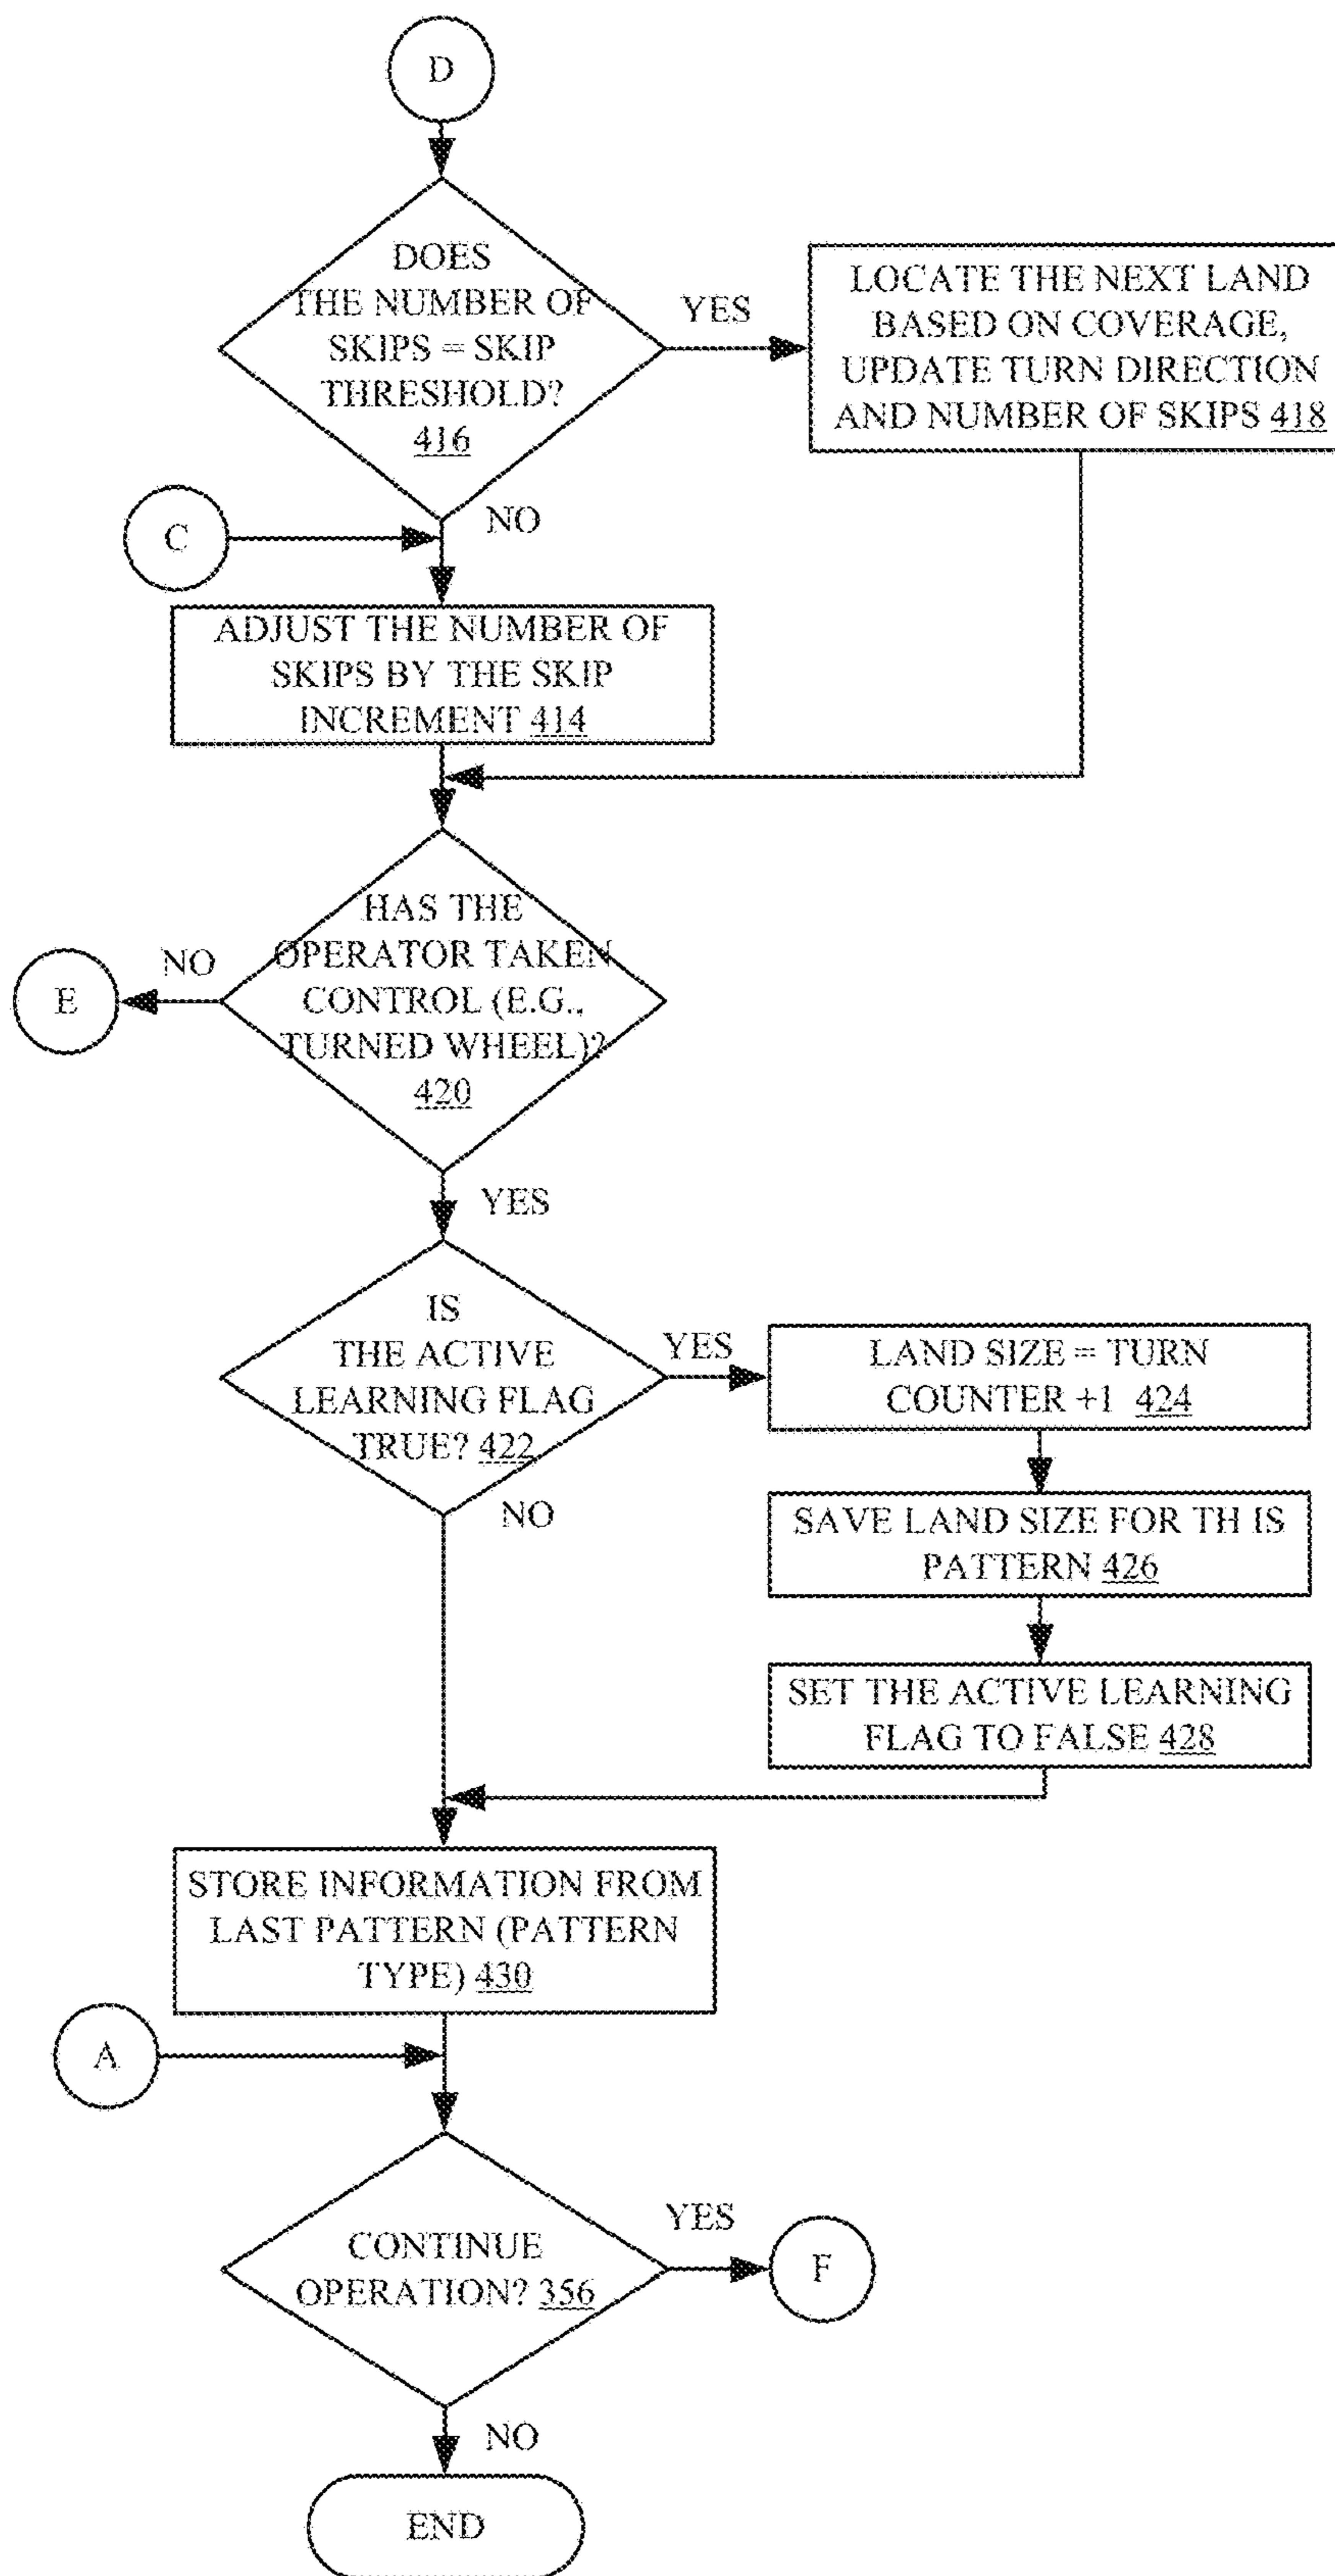 D
DOES
THE NUMBER OF
SKIPS = SKIP
THRESHOLD?
416
YES
LOCATE THE NEXT LAND
BASED ON COVERAGE,
UPDATE TURN DIRECTION
AND NUMBER OF SKIPS 418
NO
C
ADJUST THE NUMBER OF
SKIPS BY THE SKIP
INCREMENT 414
HAS THE
OPERATOR TAKEN
CONTROL (E.G.,
TURNED WHEEL)?
420
NO
E
YES
IS
THE ACTIVE
LEARNING FLAG
TRUE? 422
YES
LAND SIZE = TURN
COUNTER +1 424
SAVE LAND SIZE FOR TH IS
PATTERN 426
SET THE ACTIVE LEARNING
FLAG TO FALSE 428
NO
STORE INFORMATION FROM
LAST PATTERN (PATTERN
TYPE) 430
A
CONTINUE
OPERATION? 356
YES
F
NO
END